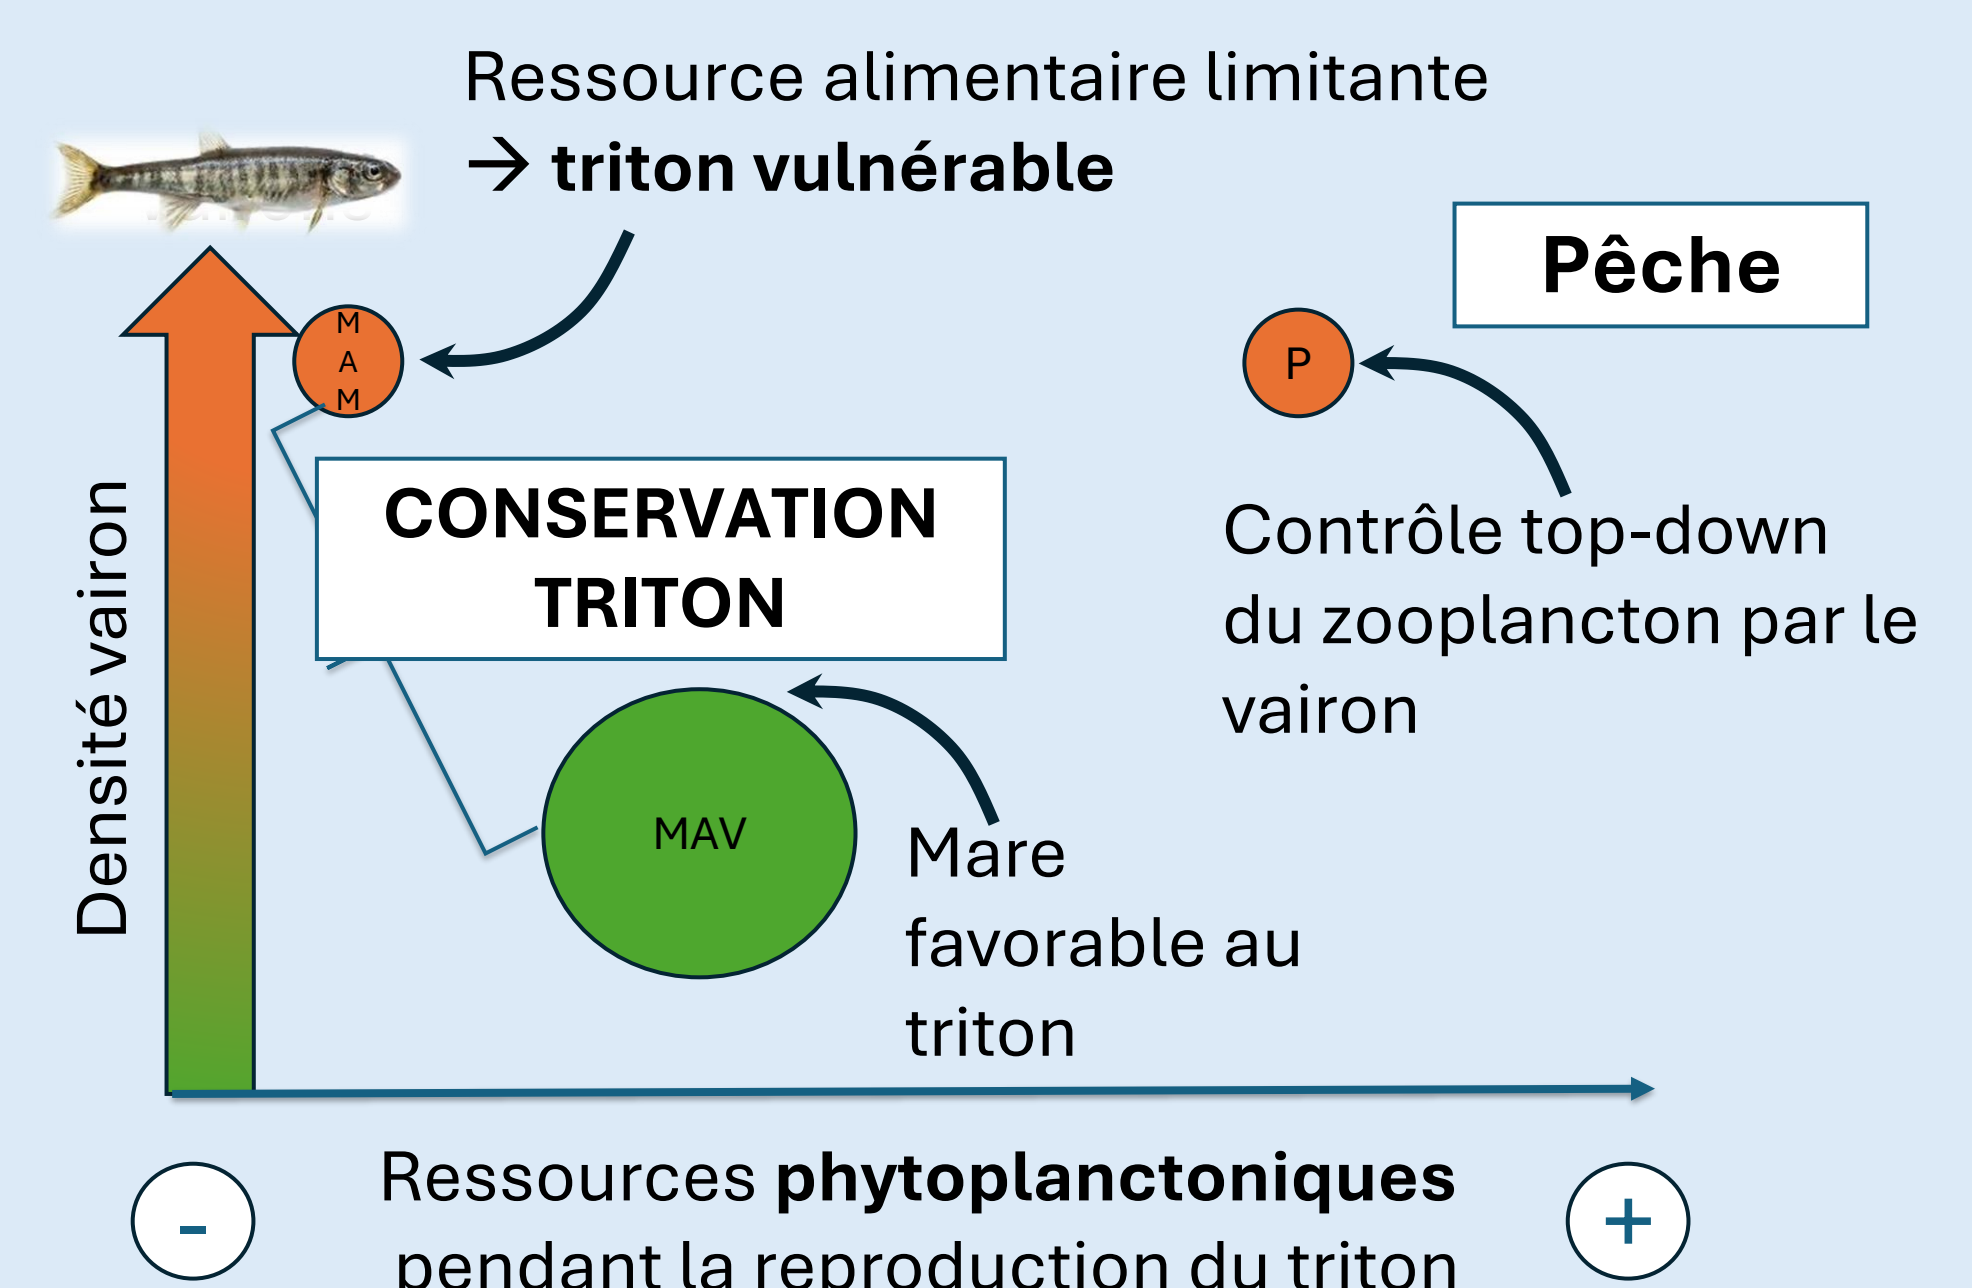 Ressource alimentaire limitante
→ triton vulnérable
Pêche
M
A
M
P
CONSERVATION
TRITON
Contrôle top-down
du zooplancton par le
vairon
Densité vairon
MAV
Mare
favorable au
triton
-
Ressources phytoplanctoniques
pendant la reproduction du triton
+